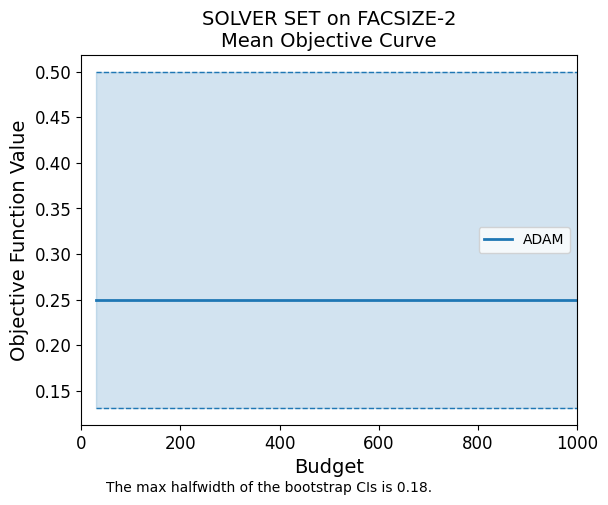 SOLVER SET on FACSIZE-2
Mean Objective Curve
Objective Function Value
0.50
0.45
0.40
0.35
0.30
0.25
0.20
0.15
ADAM
0
200
400
600
800
1000
Budget
The max halfwidth of the bootstrap CIs is 0.18.